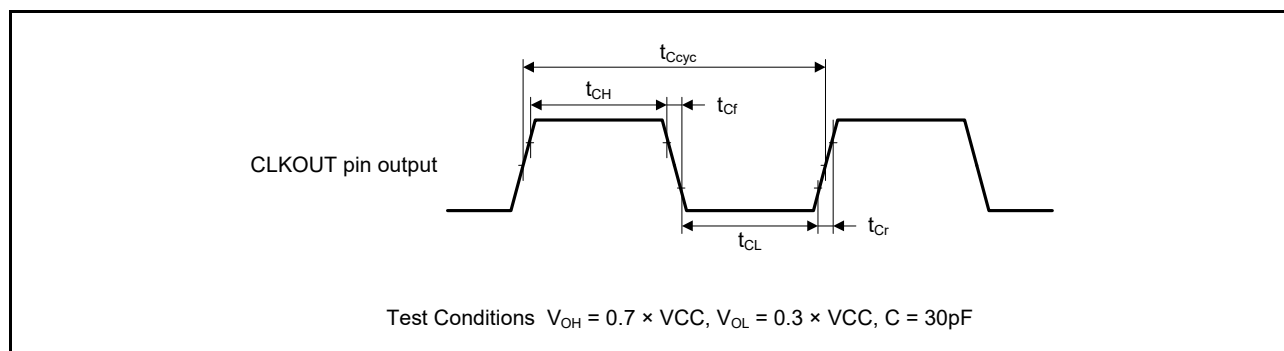 tCcyc
tCH
tCf
CLKOUT pin output
tCL
tCr
Test Conditions VOH = 0.7 × VCC, VOL = 0.3 × VCC, C = 30pF